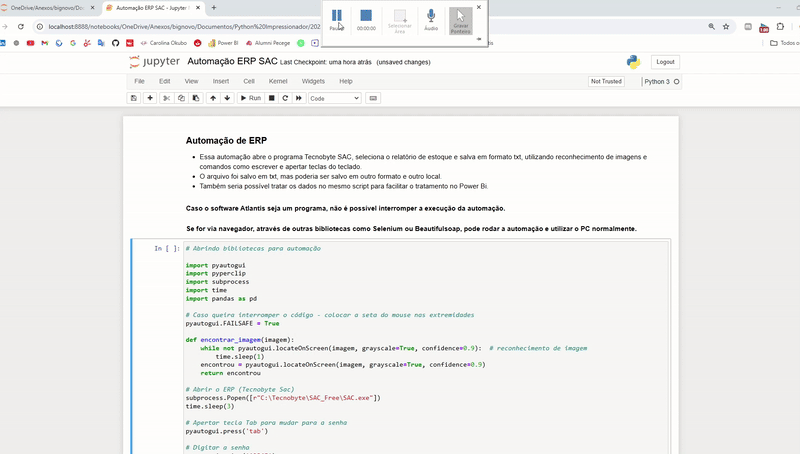 OneDrive/Anexos/bignovo/Docum
Automação ERP SAC - Jupyter
localhost:8888/notebooks/OneDrive/Anexos/bignovo/Documentos/Python%20Impressionador/202
Pausa
00:00:00
Selecionar
Área
Áudio
Gravar
Ponteiro
Carolina Okubo
Power BI
Alumni Peorge
Todos o
jupyter Automação ERP SAC Last Checkpoint: uma hora atrás (unsaved changes)
Logout
File Edit View Insert Cell Kernel Widgets Help
Not Trusted
Python 3
Run
Code
Automação de ERP
Essa automação abre o programa Tecnobyte SAC, seleciona o relatório de estoque e salva em formato txt, utilizando reconhecimento de imagens e
comandos como escrever e apertar teclas do teclado.
O arquivo foi salvo em txt, mas poderia ser salvo em outro formato e outro local.
Também seria possível tratar os dados no mesmo script para facilitar o tratamento no Power Bi.
Caso o software Atlantis seja um programa, não é possível interromper a execução da automação.
Se for via navegador, através de outras bibliotecas como Selenium ou Beautifulsoap, pode rodar a automação e utilizar o PC normalmente.
In [ ]:
# Abrindo bibliotecas para automação
import pyautogui
import pyperclip
import subprocess
import time
import pandas as pd
# Caso queira interromper o código - colocar a seta do mouse nas extremidades
pyautogui.FAILSAFE = True
def encontrar_imagem(imagem):
while not pyautogui.locateOnScreen(imagem, grayscale=True, confidence=0.9): # reconhecimento de imagem
time.sleep(1)
encontrou = pyautogui.locateOnScreen(imagem, grayscale=True, confidence=0.9)
return encontrou
# Abrir o ERP (Tecnobyte Sac)
subprocess.Popen([r"C:\Tecnobyte\SAC_Free\SAC.exe"])
time.sleep(3)
# Apertar tecla Tab para mudar para a senha
pyautogui.press('tab')
# Digitar a senha